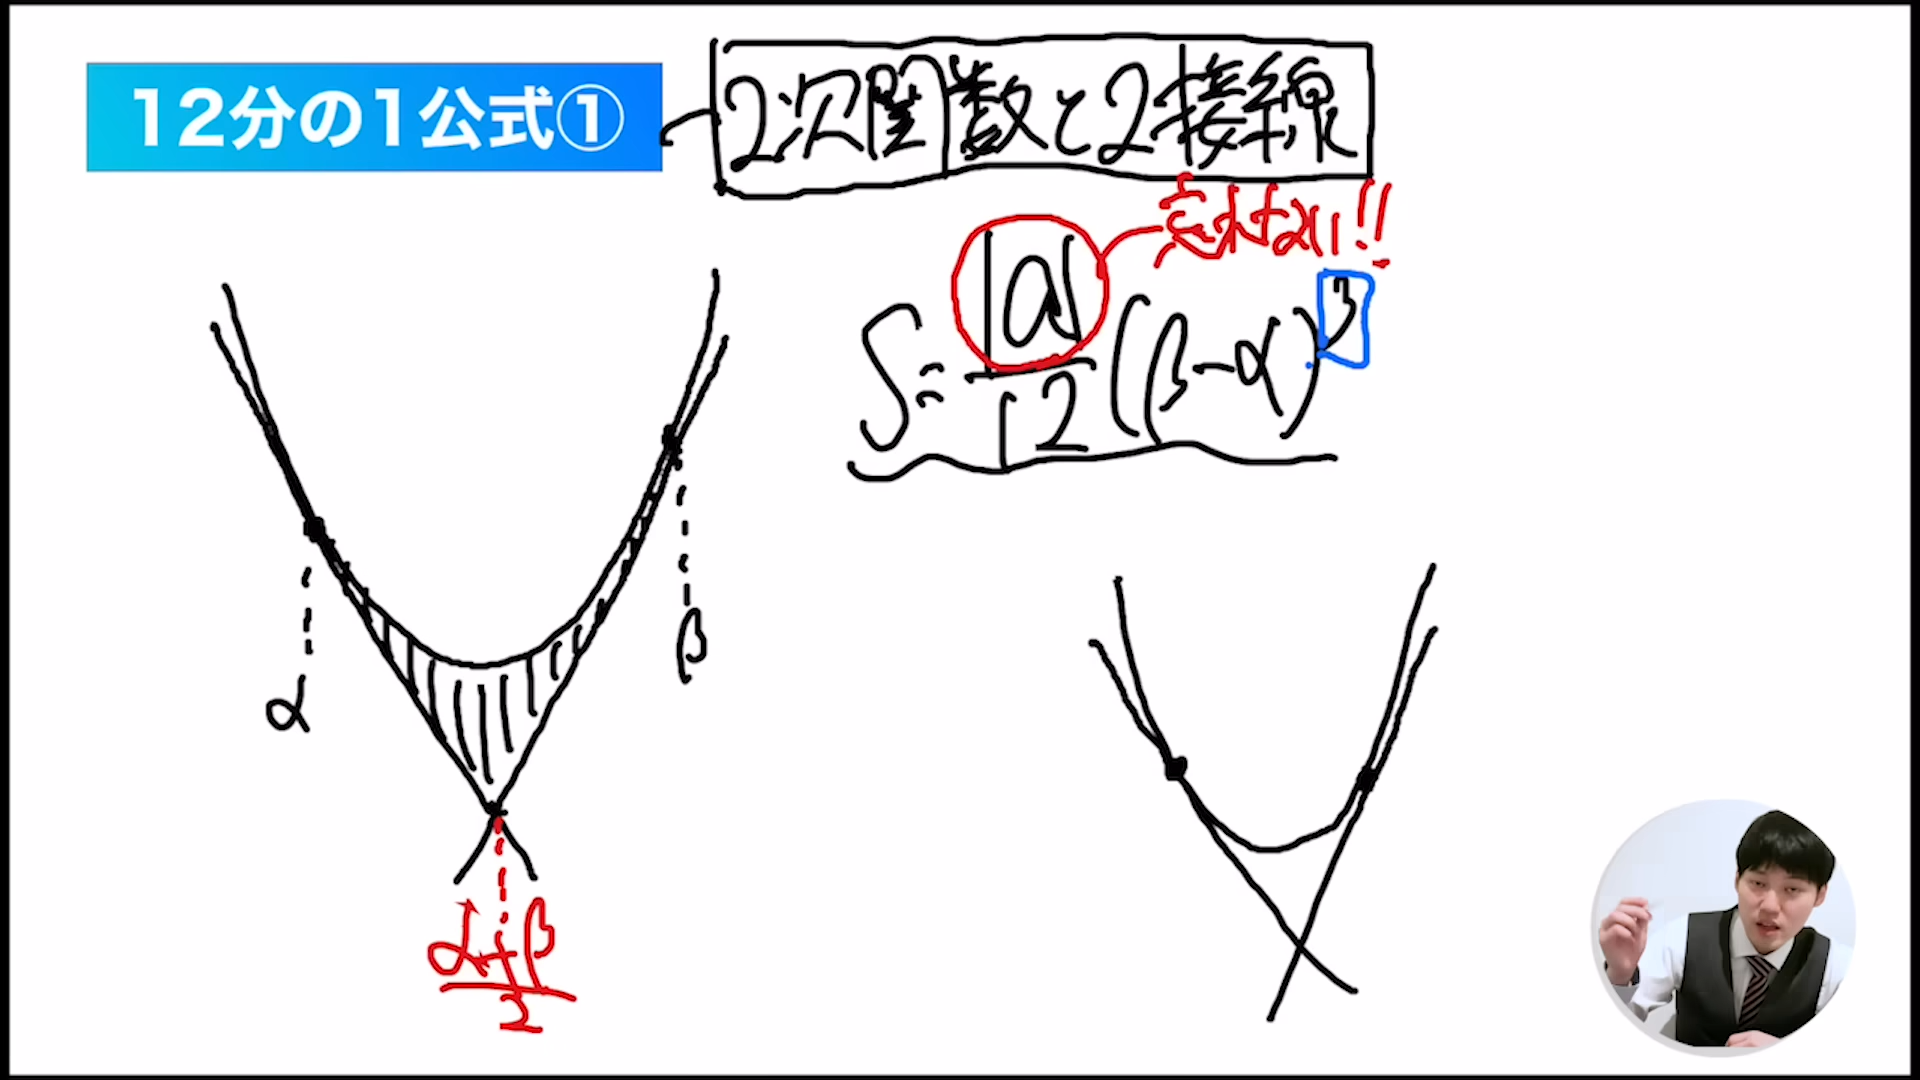 12分の1公式①
2次関数と2接線
忘れない!!
S = |a|/12 (β-α)³
α
β
α+β/2